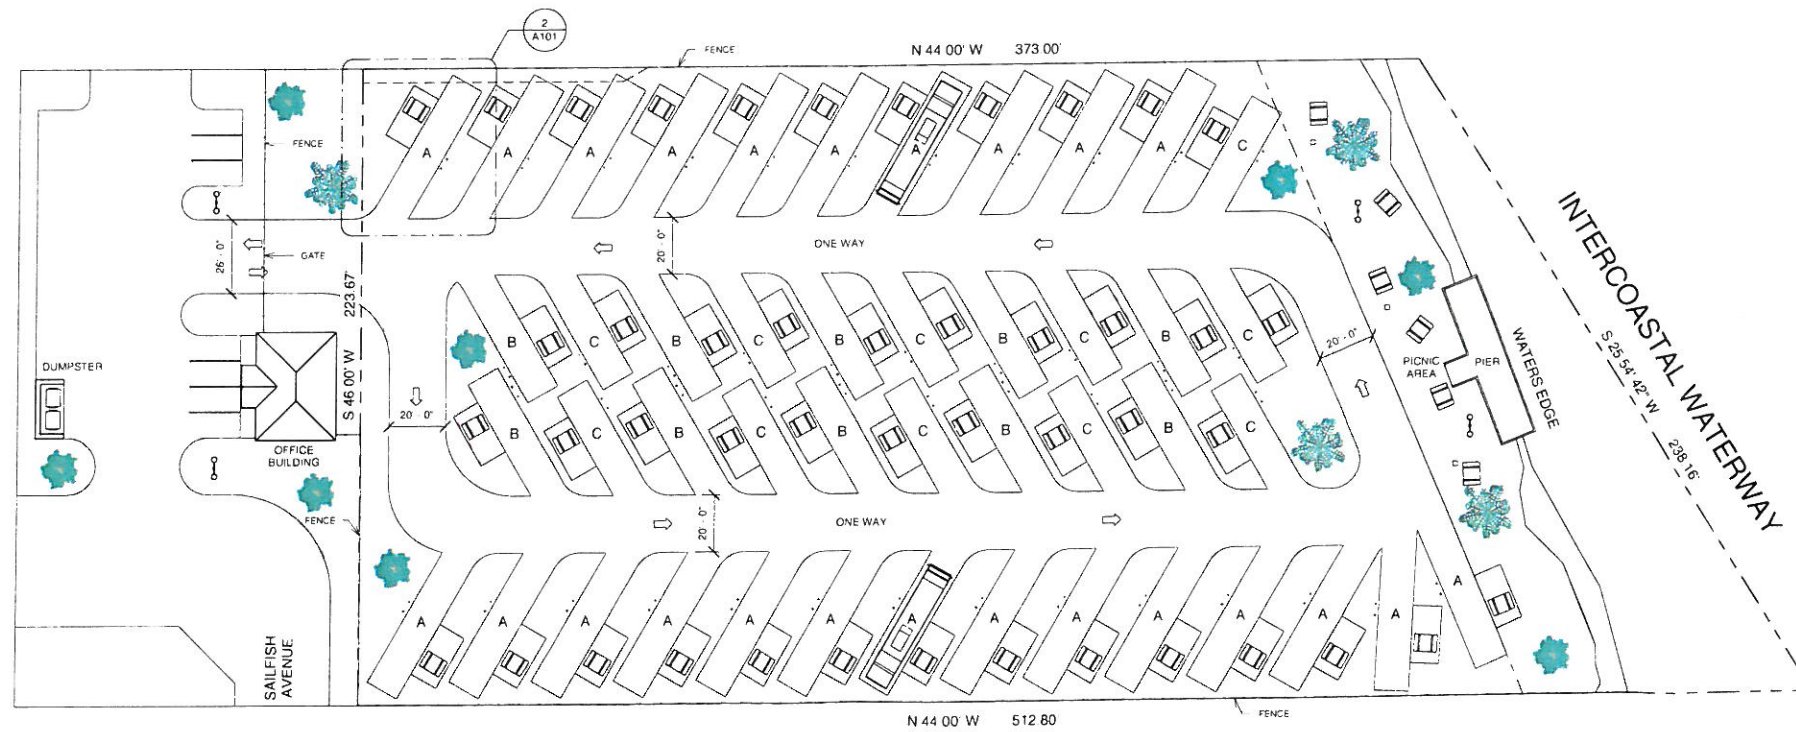 2
A101
FENCE
N 44 00' W 373 00'
FENCE
A A A A A A A A A A C
ONE WAY
26' - 0"
GATE
20' - 0"
223.67'
S 46 00' W
INTERCOASTAL WATERWAY
S 25 54' 42" W 238 16'
B C B C B C B C B C
DUMPSTER
20' - 0"
PICNIC
AREA
PIER
WATERS EDGE
20' - 0"
B C B C B C B C B C
OFFICE
BUILDING
FENCE
20' - 0"
ONE WAY
A
A A A A A A A A A A A A A
SAILFISH
AVENUE
N 44 00' W 512 80
FENCE